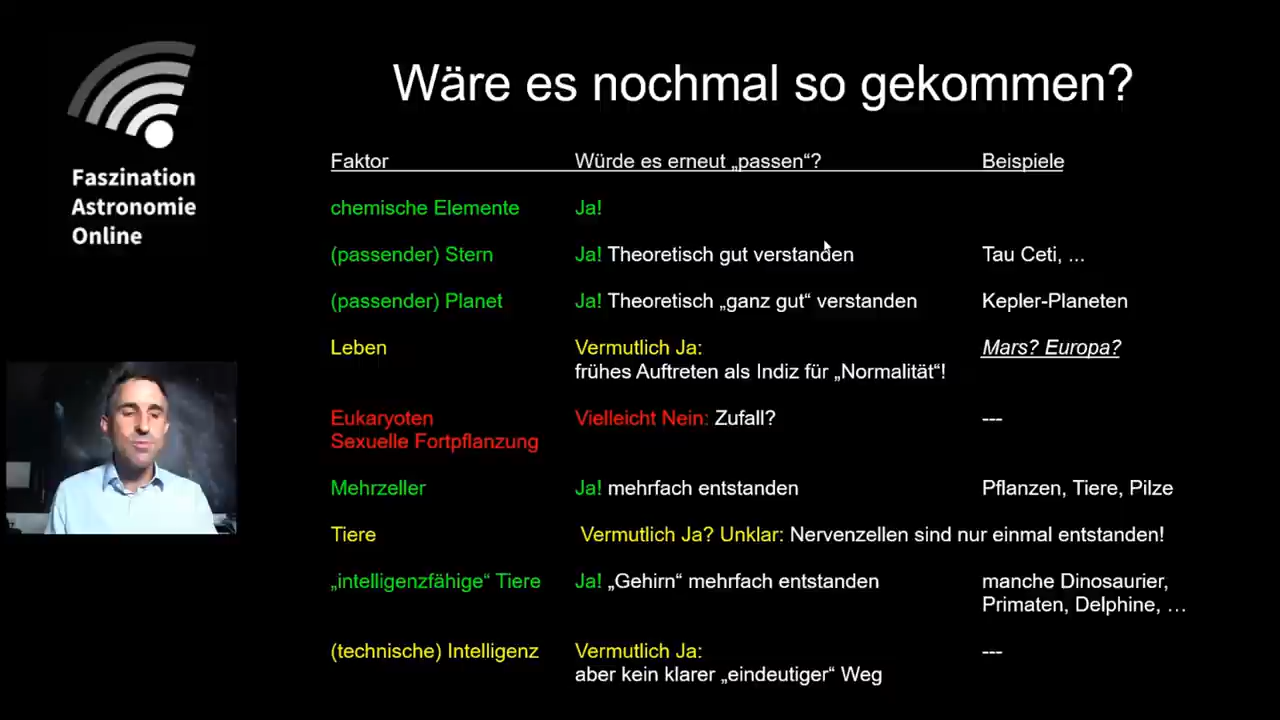 Faszination
Astronomie
Online
Wäre es nochmal so gekommen?
Faktor Würde es erneut „passen“? Beispiele
chemische Elemente Ja!
(passender) Stern Ja! Theoretisch gut verstanden Tau Ceti, ...
(passender) Planet Ja! Theoretisch „ganz gut“ verstanden Kepler-Planeten
Leben Vermutlich Ja: Mars? Europa?
frühes Auftreten als Indiz für „Normalität“!
Eukaryoten Vielleicht Nein: Zufall? ---
Sexuelle Fortpflanzung
Mehrzeller Ja! mehrfach entstanden Pflanzen, Tiere, Pilze
Tiere Vermutlich Ja? Unklar: Nervenzellen sind nur einmal entstanden!
„intelligenzfähige“ Tiere Ja! „Gehirn“ mehrfach entstanden manche Dinosaurier,
Primaten, Delphine, …
(technische) Intelligenz Vermutlich Ja: ---
aber kein klarer „eindeutiger“ Weg